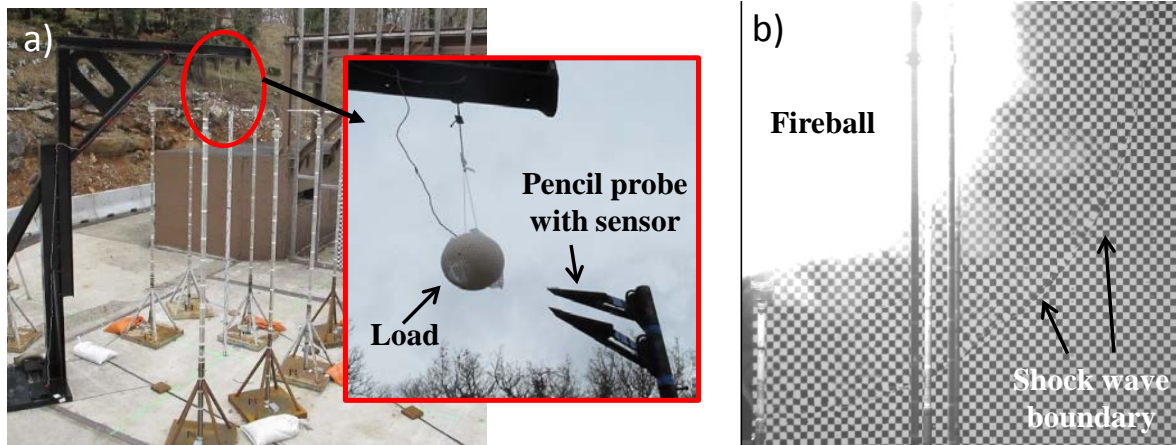 a)
Pencil probe
with sensor
Load
b)
Fireball
Shock wave
boundary